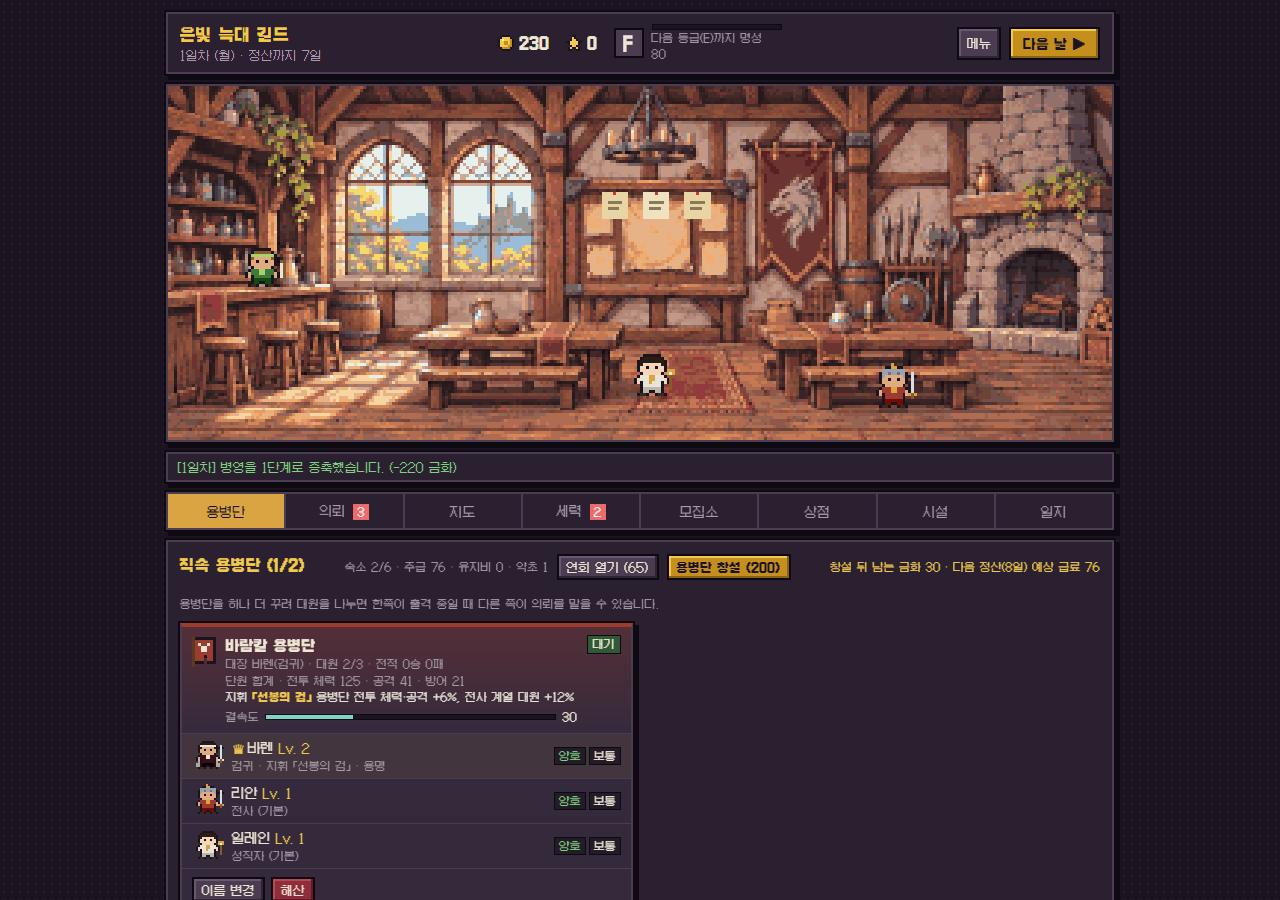 은빛 늑대 길드
1일차 (월) · 정산까지 7일
230
0
F
다음 등급(E)까지 명성
80
메뉴
다음 날 ▶
[1일차] 병영을 1단계로 증축했습니다. (-220 금화)
용병단
의뢰 3
지도
세력 2
모집소
상점
시설
일지
직속 용병단 (1/2)
숙소 2/6 · 주급 76 · 유지비 0 · 약초 1
연회 열기 (65)
용병단 창설 (200)
창설 뒤 남는 금화 30 · 다음 정산(8일) 예상 급료 76
용병단을 하나 더 꾸려 대원을 나누면 한쪽이 출격 중일 때 다른 쪽이 의뢰를 맡을 수 있습니다.
바람칼 용병단
대기
대장 바렌(검귀) · 대원 2/3 · 전적 0승 0패
단원 합계 · 전투 체력 125 · 공격 41 · 방어 21
지휘 「선봉의 검」 용병단 전투 체력·공격 +6%, 전사 계열 대원 +12%
결속도 30
바렌 Lv. 2
검귀 · 지휘 「선봉의 검」 · 용명
양호 보통
리안 Lv. 1
전사 (기본)
양호 보통
일레인 Lv. 1
성직자 (기본)
양호 보통
이름 변경
해산